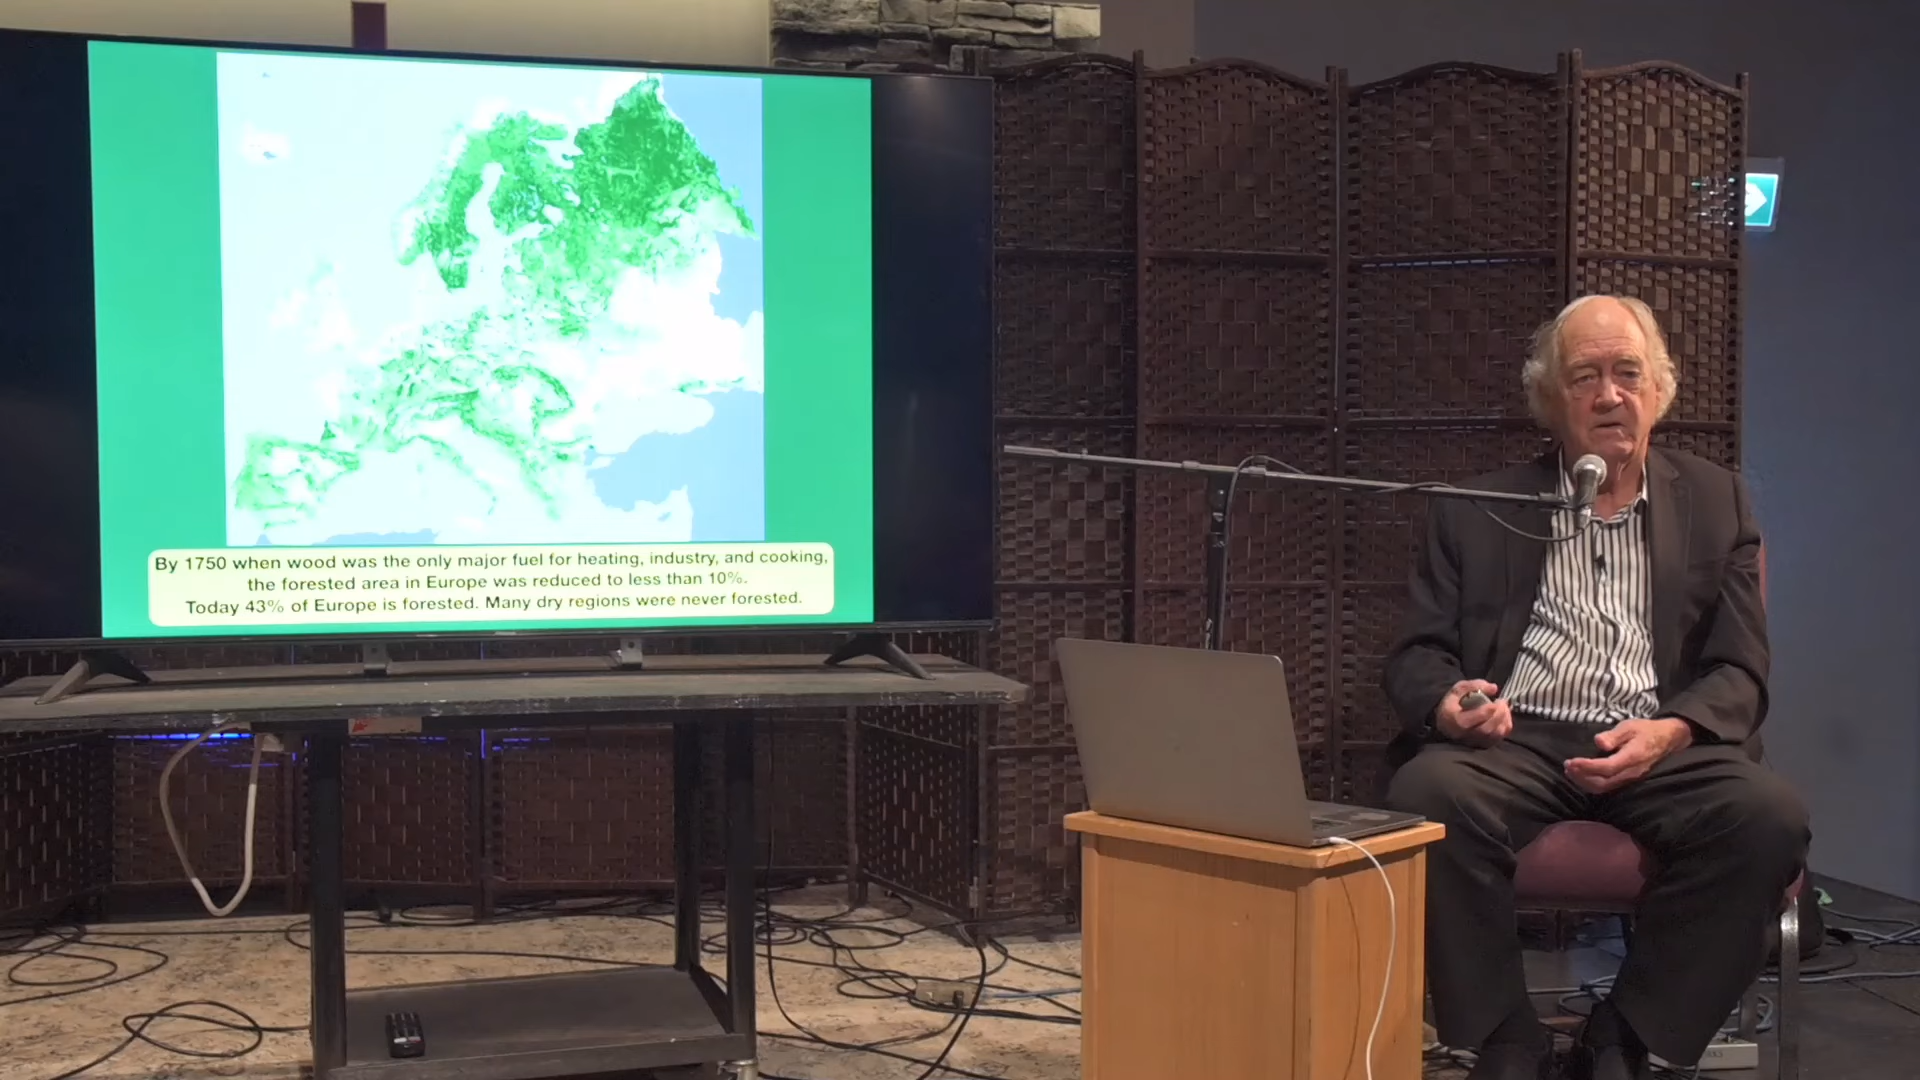 By 1750 when wood was the only major fuel for heating, industry, and cooking,
the forested area in Europe was reduced to less than 10%.
Today 43% of Europe is forested. Many dry regions were never forested.